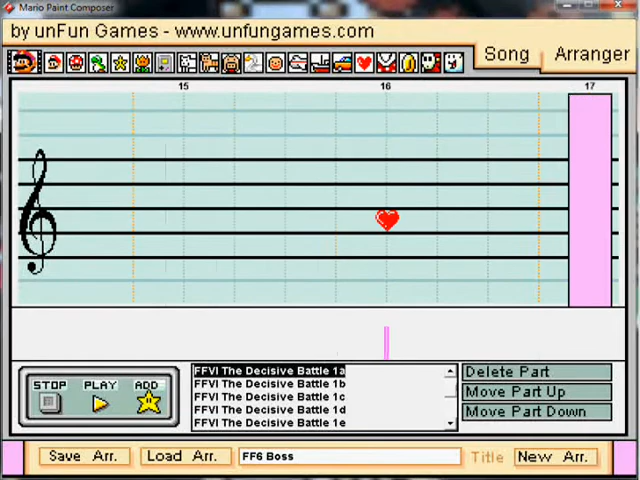 Mario Paint Composer
by unFun Games - www.unfungames.com
Song
Arranger
15 16 17
FFVI The Decisive Battle 1a
FFVI The Decisive Battle 1b
FFVI The Decisive Battle 1c
FFVI The Decisive Battle 1d
FFVI The Decisive Battle 1e
STOP PLAY ADD
Delete Part
Move Part Up
Move Part Down
Save Arr. Load Arr. FF6 Boss Title New Arr.